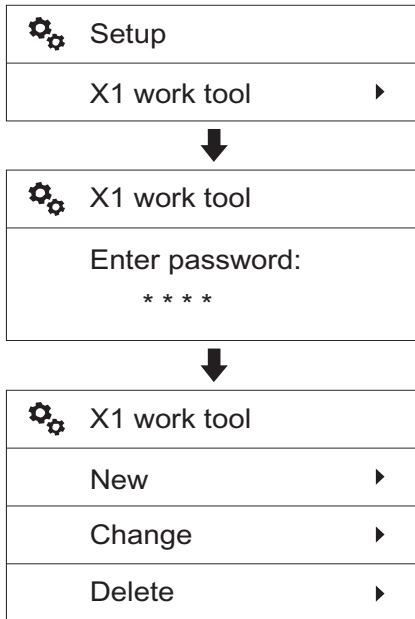 Setup
X1 work tool
X1 work tool
Enter password:
* * * *
X1 work tool
New
Change
Delete